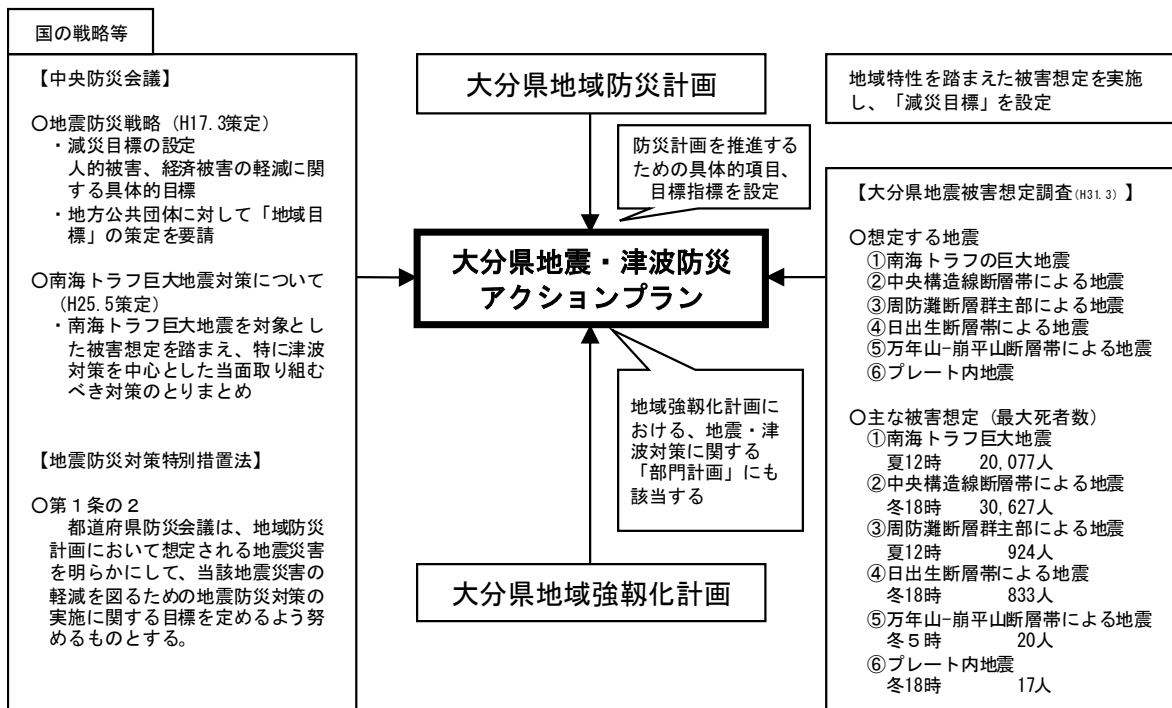 国の戦略等
【中央防災会議】
○地震防災戦略（H17.3策定）
・減災目標の設定
人的被害、経済被害の軽減に関
する具体的目標
・地方公共団体に対して「地域目
標」の策定を要請
○南海トラフ巨大地震対策について
（H25.5策定）
・南海トラフ巨大地震を対象とし
た被害想定を踏まえ、特に津波
対策を中心とした当面取り組む
べき対策のとりまとめ
【地震防災対策特別措置法】
○第１条の２
都道府県防災会議は、地域防災
計画において想定される地震災害
を明らかにして、当該地震災害の
軽減を図るための地震防災対策の
実施に関する目標を定めるよう努
めるものとする。
大分県地域防災計画
防災計画を推進する
ための具体的項目、
目標指標を設定
大分県地震・津波防災
アクションプラン
地域強靱化計画に
おける、地震・津
波対策に関する
「部門計画」にも
該当する
大分県地域強靱化計画
地域特性を踏まえた被害想定を実施
し、「減災目標」を設定
【大分県地震被害想定調査(H31.3)】
○想定する地震
①南海トラフの巨大地震
②中央構造線断層帯による地震
③周防灘断層群主部による地震
④日出生断層帯による地震
⑤万年山−崩平山断層帯による地震
⑥プレート内地震
○主な被害想定（最大死者数）
①南海トラフ巨大地震
夏12時　20,077人
②中央構造線断層帯による地震
冬18時　30,627人
③周防灘断層群主部による地震
夏12時　924人
④日出生断層帯による地震
冬18時　833人
⑤万年山−崩平山断層帯による地震
冬５時　20人
⑥プレート内地震
冬18時　17人